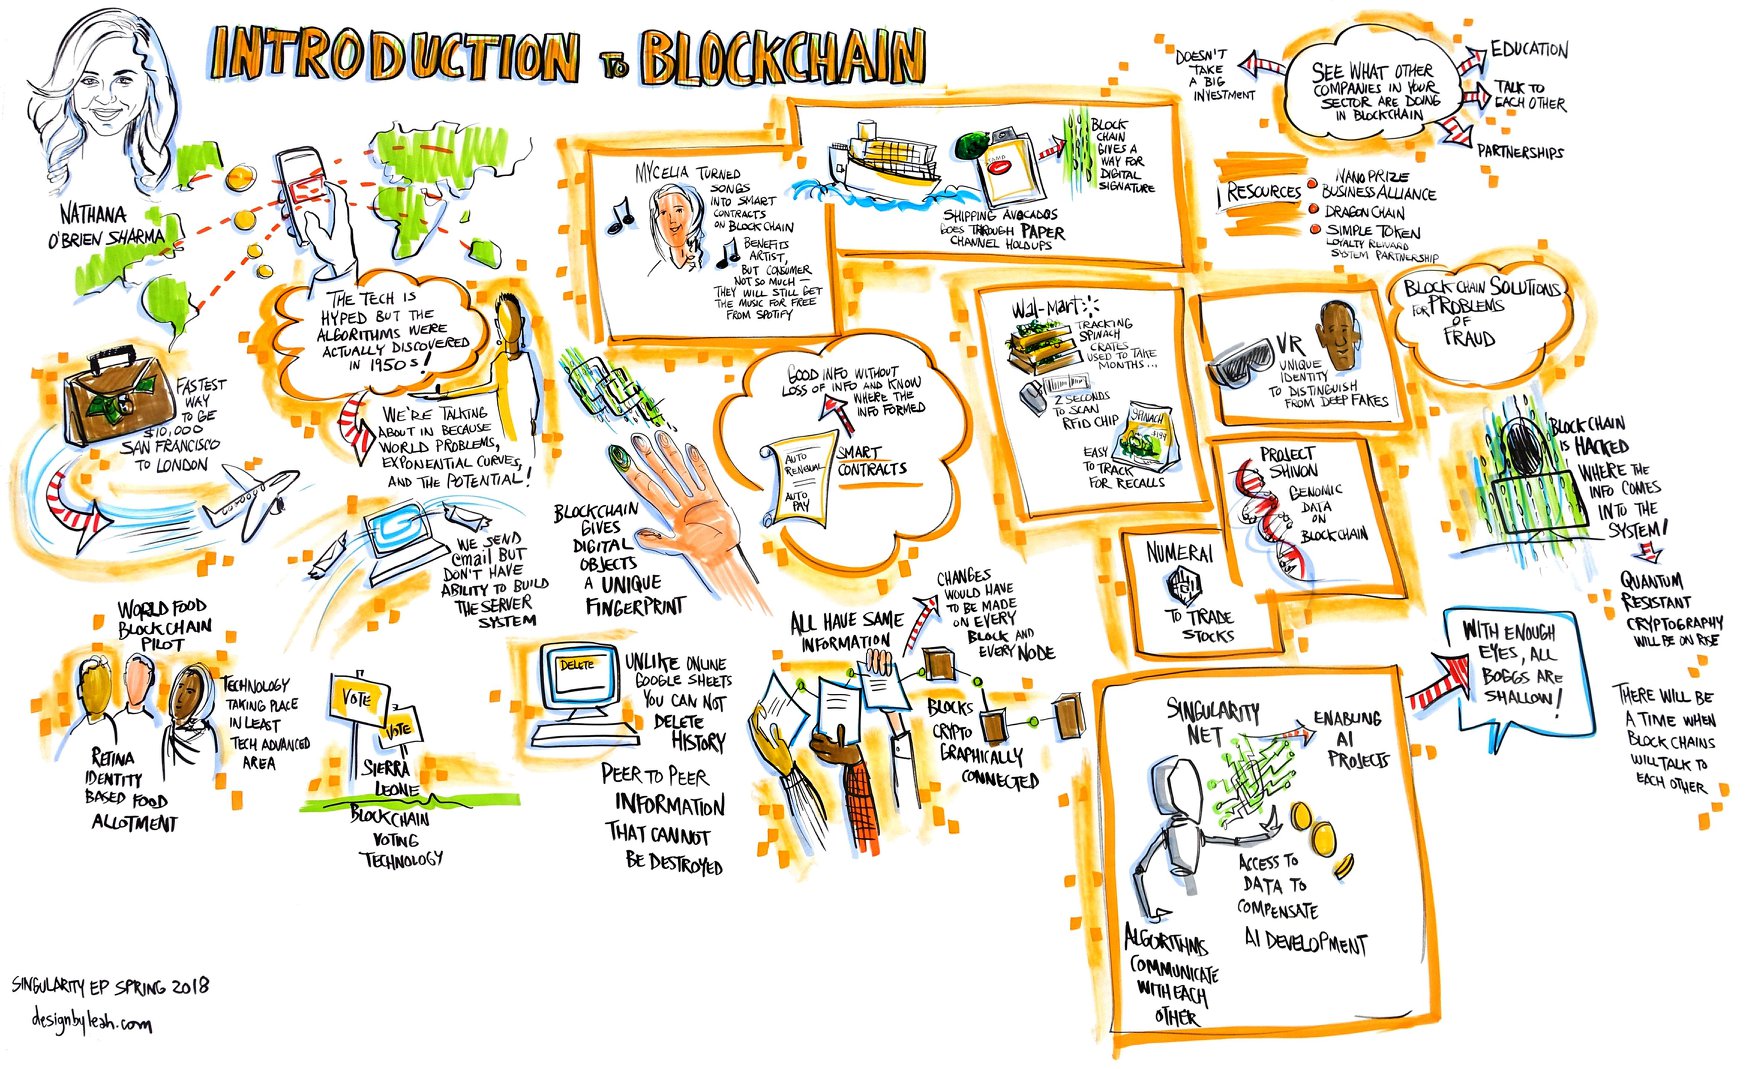 INTRODUCTION TO BLOCKCHAIN
NATHANA
O'BRIEN SHARMA
THE TECH IS
HYPED BUT THE
ALGORITHMS WERE
ACTUALLY DISCOVERED
IN 1950s!
WE'RE TALKING
ABOUT IN BECAUSE
WORLD PROBLEMS,
EXPONENTIAL CURVES,
AND THE POTENTIAL!
FASTEST
WAY
TO GE
$10,000
SAN FRANCISCO
TO LONDON
WE SEND
email BUT
DON'T HAVE
ABILITY TO BUILD
THE SERVER
SYSTEM
WORLD FOOD
BLOCKCHAIN
PILOT
TECHNOLOGY
TAKING PLACE
IN LEAST
TECH ADVANCED
AREA
RETINA
IDENTITY
BASED FOOD
ALLOTMENT
VOTE
VOTE
SIERRA
LEONE
BLOCKCHAIN
VOTING
TECHNOLOGY
MYCELIA TURNED
SONGS
INTO SMART
CONTRACTS
ON BLOCKCHAIN
BENEFITS
ARTIST,
BUT CONSUMER
NOT SO MUCH -
THEY WILL STILL GET
THE MUSIC FOR FREE
FROM SPOTIFY
SHIPPING AVOCADOS
GOES THROUGH PAPER
CHANNEL HOLDUPS
BLOCK
CHAIN
GIVES A
WAY FOR
DIGITAL
SIGNATURE
BLOCKCHAIN
GIVES
DIGITAL
OBJECTS
A UNIQUE
FINGERPRINT
GOOD INFO WITHOUT
LOSS OF INFO AND KNOW
WHERE THE
INFO FORMED
AUTO
RENEWAL
AUTO
PAY
SMART
CONTRACTS
DELETE
UNLIKE ONLINE
GOOGLE SHEETS
YOU CAN NOT
DELETE
HISTORY
PEER TO PEER
INFORMATION
THAT CANNOT
BE DESTROYED
ALL HAVE SAME
INFORMATION
CHANGES
WOULD HAVE
TO BE MADE
ON EVERY
BLOCK AND
EVERY NODE
BLOCKS
CRYPTO
GRAPHICALLY
CONNECTED
Wal-Mart
TRACKING
SPINACH
CRATES
USED TO TAKE
MONTHS...
2 SECONDS
TO SCAN
RFID CHIP
SPINACH
$1.99
EASY
TO TRACK
FOR RECALLS
VR
UNIQUE
IDENTITY
TO DISTINGUISH
FROM DEEP FAKES
PROJECT
SHIVON
GENOMIC
DATA
ON
BLOCKCHAIN
NUMERAI
TO TRADE
STOCKS
SINGULARITY
NET
ENABLING
AI
PROJECTS
ACCESS TO
DATA TO
COMPENSATE
AI DEVELOPMENT
ALGORITHMS
COMMUNICATE
WITH EACH
OTHER
DOESN'T
TAKE
A BIG
INVESTMENT
SEE WHAT OTHER
COMPANIES IN YOUR
SECTOR ARE DOING
IN BLOCKCHAIN
EDUCATION
TALK TO
EACH OTHER
PARTNERSHIPS
RESOURCES
NANO PRIZE
BUSINESS ALLIANCE
DRAGON CHAIN
SIMPLE TOKEN
LOYALTY REWARD
SYSTEM PARTNERSHIP
BLOCKCHAIN SOLUTIONS
FOR PROBLEMS
OF
FRAUD
BLOCKCHAIN
IS HACKED
WHERE THE
INFO COMES
INTO THE
SYSTEM!
QUANTUM
RESISTANT
CRYPTOGRAPHY
WILL BE ON RISE
WITH ENOUGH
EYES, ALL
BOGGS ARE
SHALLOW!
THERE WILL BE
A TIME WHEN
BLOCK CHAINS
WILL TALK TO
EACH OTHER
SINGULARITY EP SPRING 2018
designbyleah.com